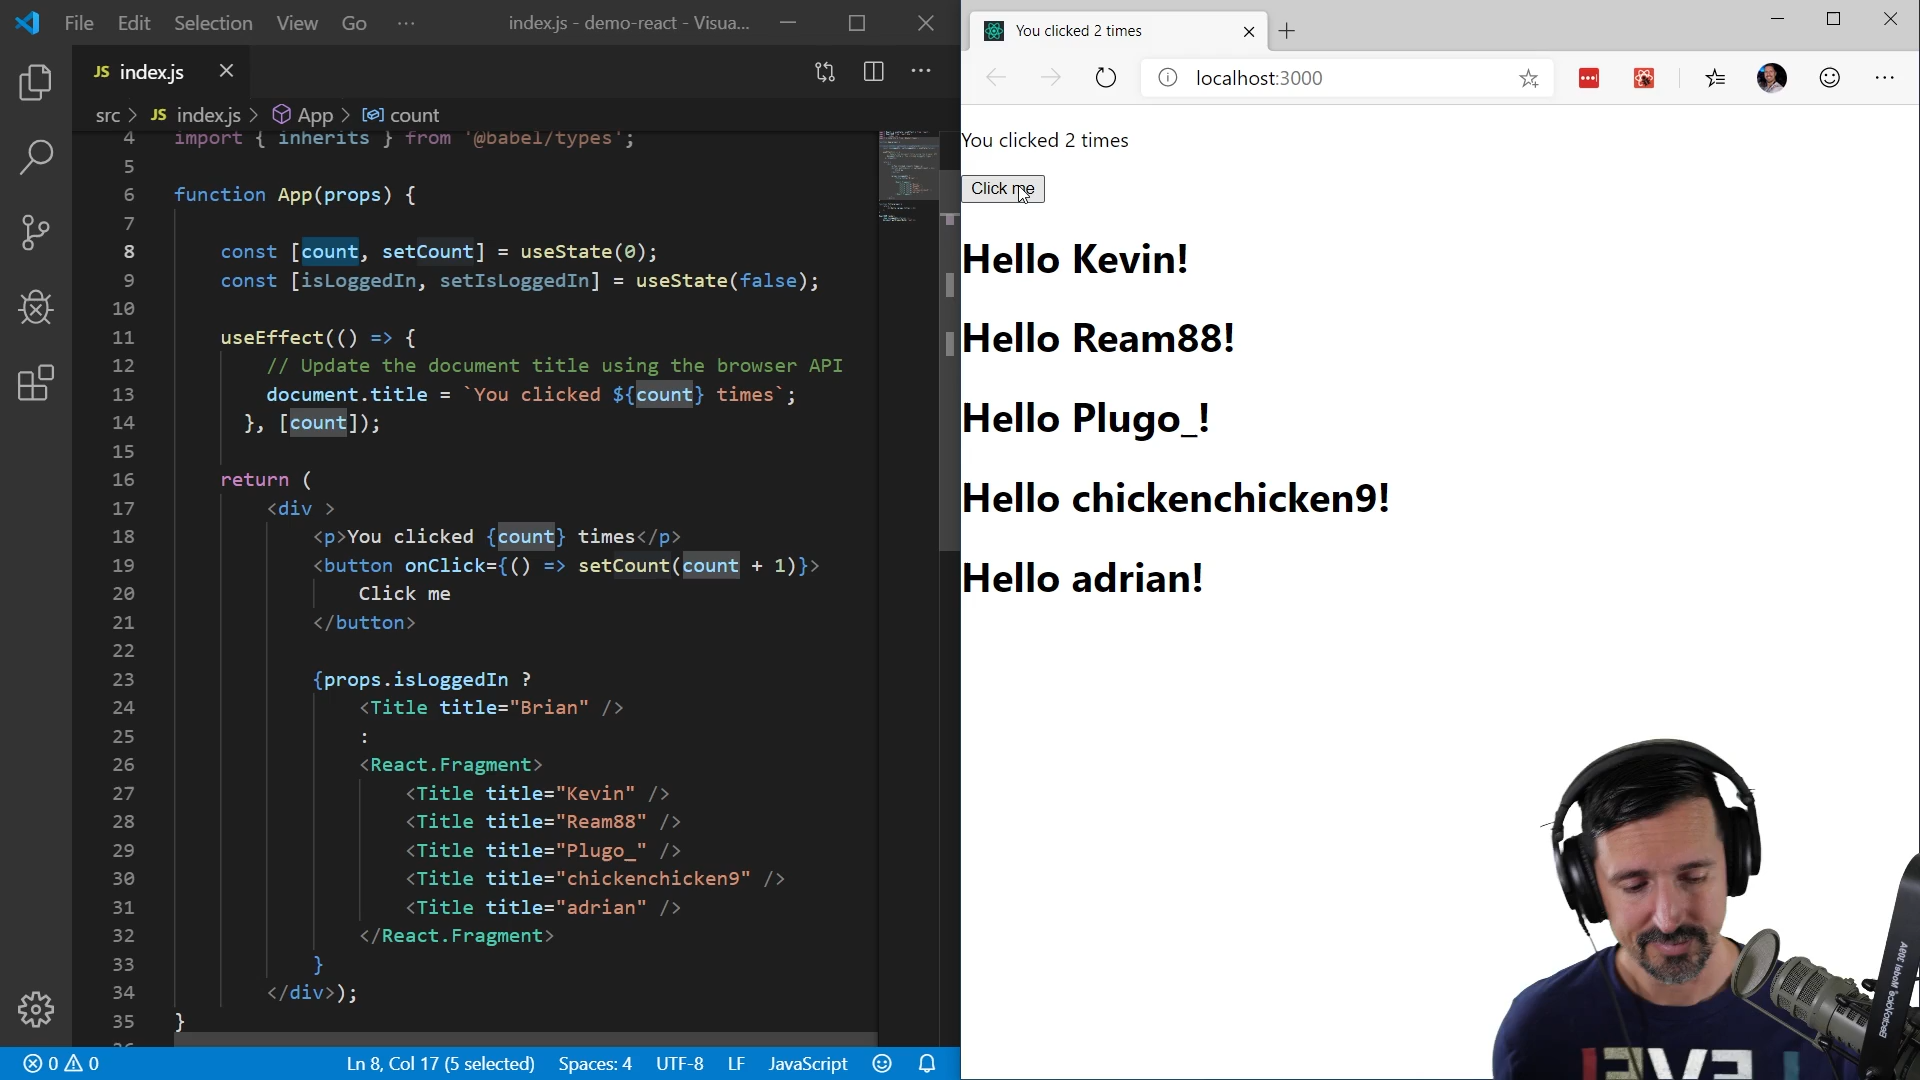 File Edit Selection View Go ··· index.js - demo-react - Visua...
JS index.js
src > JS index.js > App > count
4 import { inherits } from '@babel/types';
5
6 function App(props) {
7
8 const [count, setCount] = useState(0);
9 const [isLoggedIn, setIsLoggedIn] = useState(false);
10
11 useEffect(() => {
12 // Update the document title using the browser API
13 document.title = `You clicked ${count} times`;
14 }, [count]);
15
16 return (
17 <div >
18 <p>You clicked {count} times</p>
19 <button onClick={() => setCount(count + 1)}>
20 Click me
21 </button>
22
23 {props.isLoggedIn ?
24 <Title title="Brian" />
25 :
26 <React.Fragment>
27 <Title title="Kevin" />
28 <Title title="Ream88" />
29 <Title title="Plugo_" />
30 <Title title="chickenchicken9" />
31 <Title title="adrian" />
32 </React.Fragment>
33 }
34 </div>);
35 }
0 0 Ln 8, Col 17 (5 selected) Spaces: 4 UTF-8 LF JavaScript
You clicked 2 times
localhost:3000
You clicked 2 times
Click me
Hello Kevin!
Hello Ream88!
Hello Plugo_!
Hello chickenchicken9!
Hello adrian!